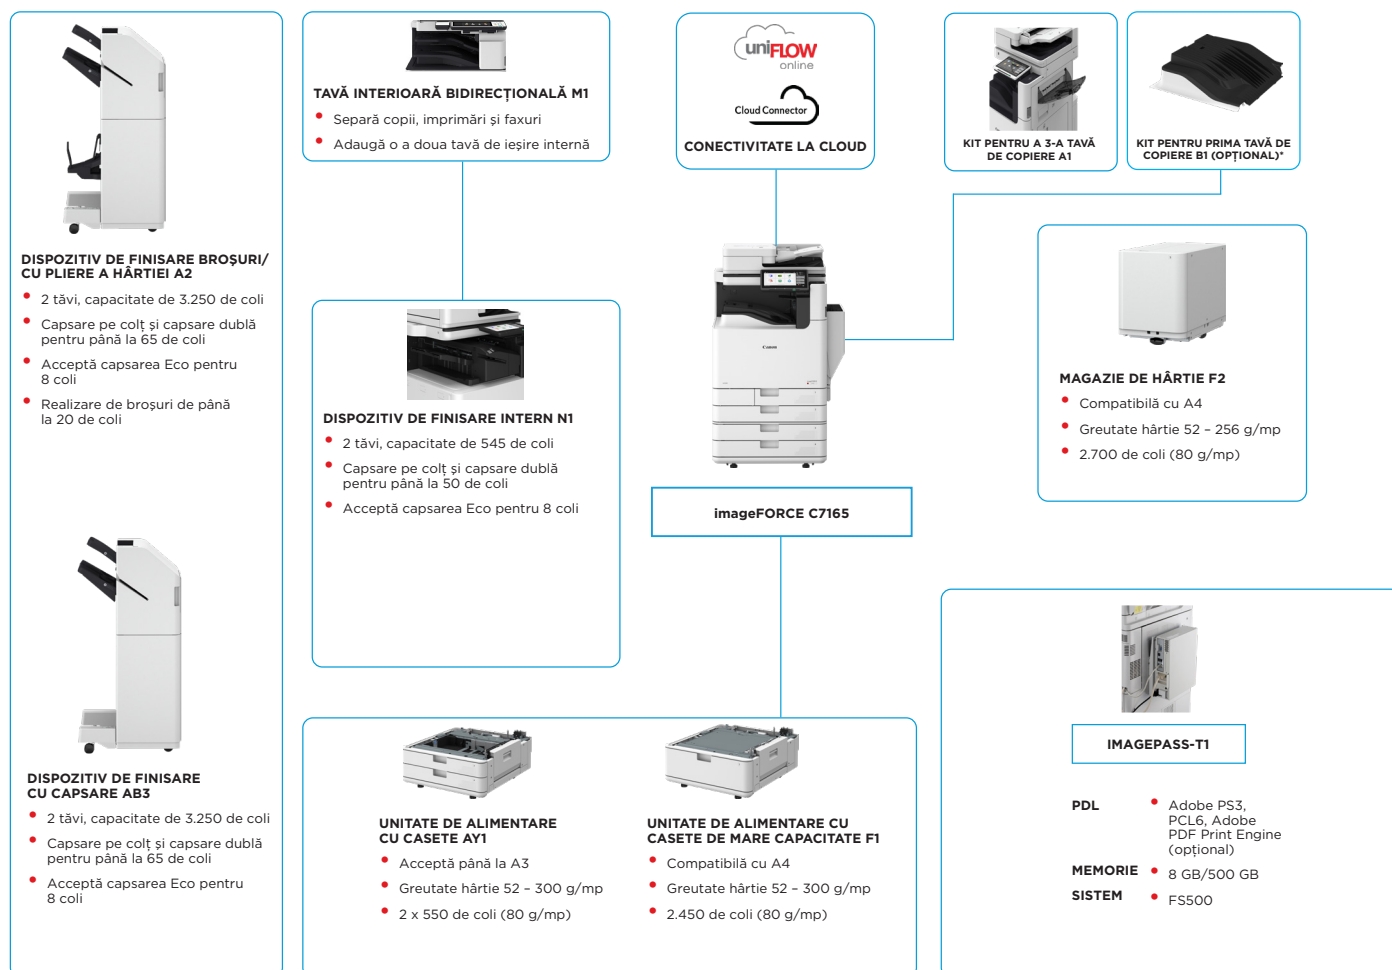 DISPOZITIV DE FINISARE BROȘURI/
CU PLIERE A HÂRTIEI A2
• 2 tăvi, capacitate de 3.250 de coli
• Capsare pe colț și capsare dublă
pentru până la 65 de coli
• Acceptă capsarea Eco pentru
8 coli
• Realizare de broșuri de până
la 20 de coli
DISPOZITIV DE FINISARE
CU CAPSARE AB3
• 2 tăvi, capacitate de 3.250 de coli
• Capsare pe colț și capsare dublă
pentru până la 65 de coli
• Acceptă capsarea Eco pentru
8 coli
TAVĂ INTERIOARĂ BIDIRECȚIONALĂ M1
• Separă copii, imprimări și faxuri
• Adaugă o a doua tavă de ieșire internă
DISPOZITIV DE FINISARE INTERN N1
• 2 tăvi, capacitate de 545 de coli
• Capsare pe colț și capsare dublă
pentru până la 50 de coli
• Acceptă capsarea Eco pentru 8 coli
uniFLOW
online
Cloud Connector
CONECTIVITATE LA CLOUD
KIT PENTRU A 3-A TAVĂ
DE COPIERE A1
KIT PENTRU PRIMA TAVĂ DE
COPIERE B1 (OPȚIONAL)*
Canon
imageFORCE C7165
MAGAZIE DE HÂRTIE F2
• Compatibilă cu A4
• Greutate hârtie 52 – 256 g/mp
• 2.700 de coli (80 g/mp)
UNITATE DE ALIMENTARE
CU CASETE AY1
• Acceptă până la A3
• Greutate hârtie 52 – 300 g/mp
• 2 x 550 de coli (80 g/mp)
UNITATE DE ALIMENTARE CU
CASETE DE MARE CAPACITATE F1
• Compatibilă cu A4
• Greutate hârtie 52 – 300 g/mp
• 2.450 de coli (80 g/mp)
IMAGEPASS-T1
PDL • Adobe PS3,
PCL6, Adobe
PDF Print Engine
(opțional)
MEMORIE • 8 GB/500 GB
SISTEM • FS500